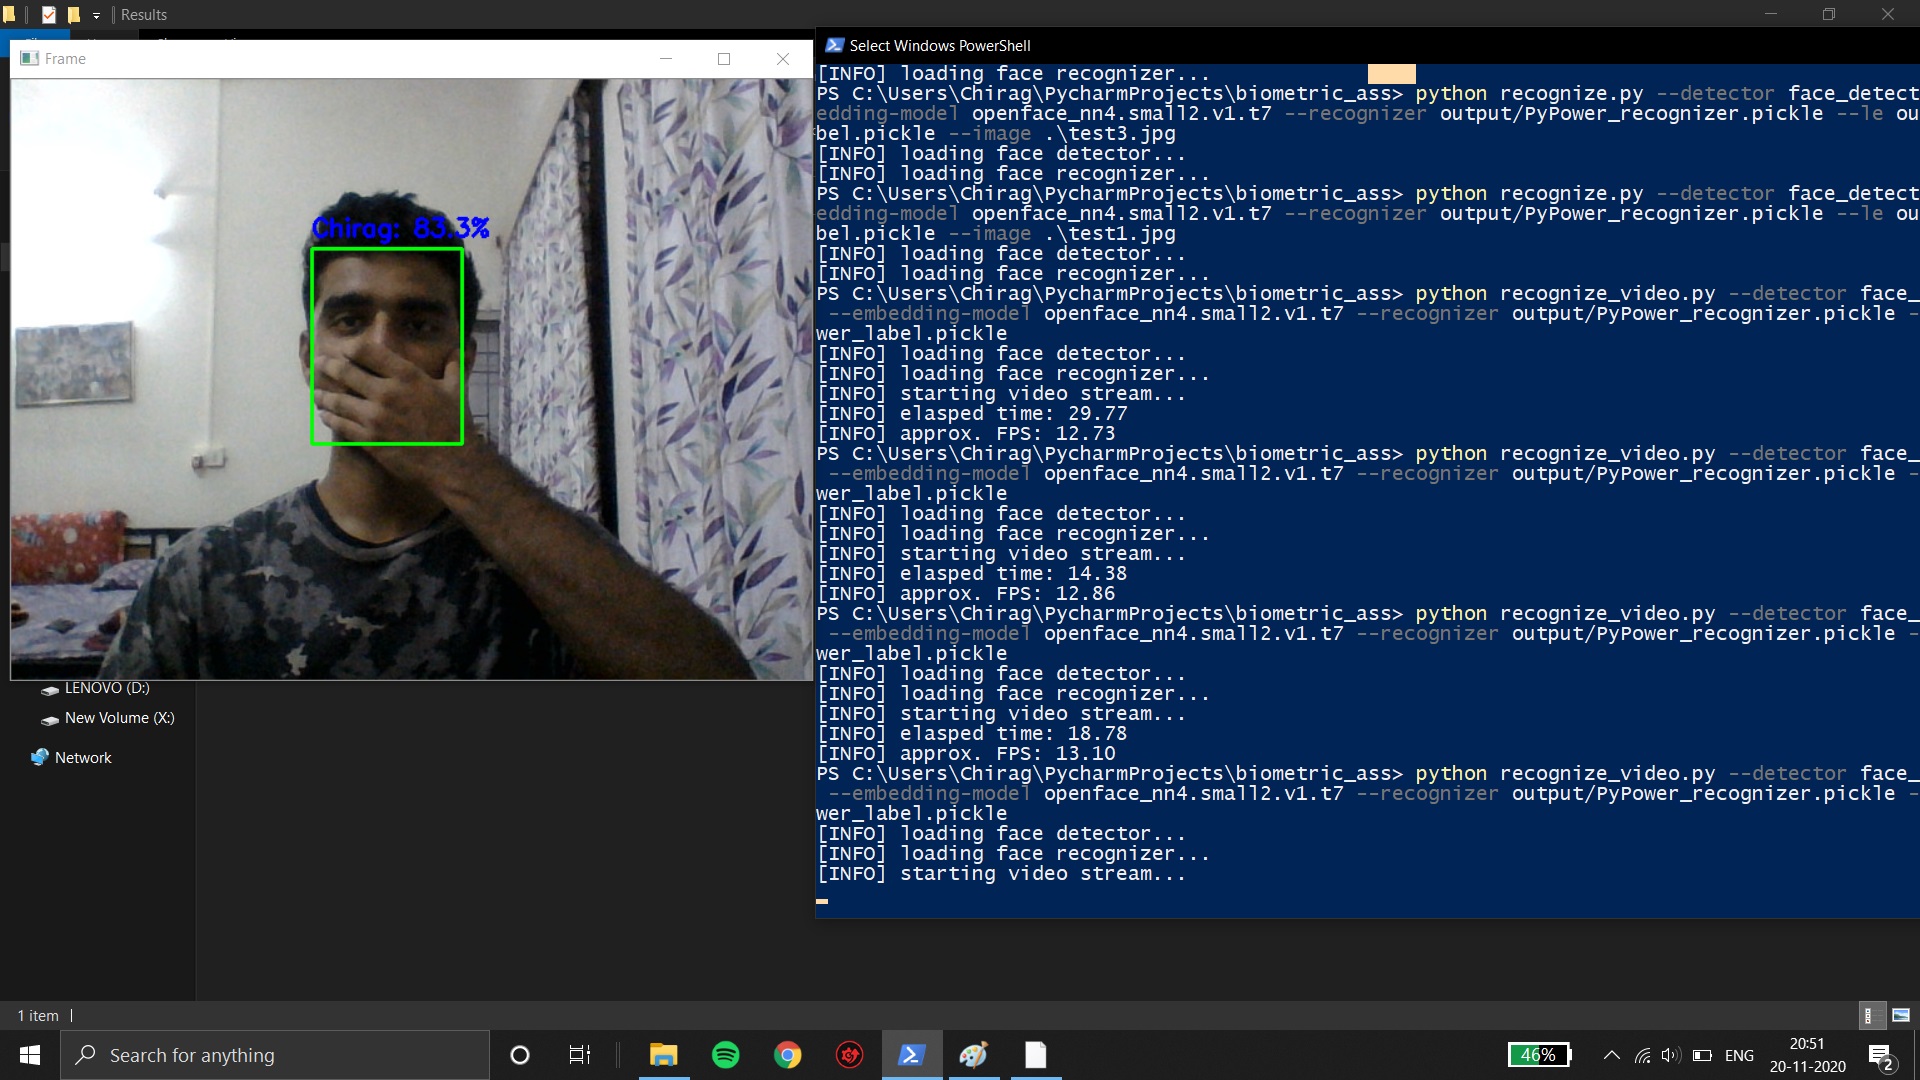 Results
Frame
Chirag: 83.3%
LENOVO (D:)
New Volume (X:)
Network
1 item
Select Windows PowerShell
[INFO] loading face recognizer...
PS C:\Users\Chirag\PycharmProjects\biometric_ass> python recognize.py --detector face_detect
edding-model openface_nn4.small2.v1.t7 --recognizer output/PyPower_recognizer.pickle --le ou
bel.pickle --image .\test3.jpg
[INFO] loading face detector...
[INFO] loading face recognizer...
PS C:\Users\Chirag\PycharmProjects\biometric_ass> python recognize.py --detector face_detect
edding-model openface_nn4.small2.v1.t7 --recognizer output/PyPower_recognizer.pickle --le ou
bel.pickle --image .\test1.jpg
[INFO] loading face detector...
[INFO] loading face recognizer...
PS C:\Users\Chirag\PycharmProjects\biometric_ass> python recognize_video.py --detector face_
--embedding-model openface_nn4.small2.v1.t7 --recognizer output/PyPower_recognizer.pickle -
wer_label.pickle
[INFO] loading face detector...
[INFO] loading face recognizer...
[INFO] starting video stream...
[INFO] elasped time: 29.77
[INFO] approx. FPS: 12.73
PS C:\Users\Chirag\PycharmProjects\biometric_ass> python recognize_video.py --detector face_
--embedding-model openface_nn4.small2.v1.t7 --recognizer output/PyPower_recognizer.pickle -
wer_label.pickle
[INFO] loading face detector...
[INFO] loading face recognizer...
[INFO] starting video stream...
[INFO] elasped time: 14.38
[INFO] approx. FPS: 12.86
PS C:\Users\Chirag\PycharmProjects\biometric_ass> python recognize_video.py --detector face_
--embedding-model openface_nn4.small2.v1.t7 --recognizer output/PyPower_recognizer.pickle -
wer_label.pickle
[INFO] loading face detector...
[INFO] loading face recognizer...
[INFO] starting video stream...
[INFO] elasped time: 18.78
[INFO] approx. FPS: 13.10
PS C:\Users\Chirag\PycharmProjects\biometric_ass> python recognize_video.py --detector face_
--embedding-model openface_nn4.small2.v1.t7 --recognizer output/PyPower_recognizer.pickle -
wer_label.pickle
[INFO] loading face detector...
[INFO] loading face recognizer...
[INFO] starting video stream...
Search for anything
46%
ENG
20:51
20-11-2020
2